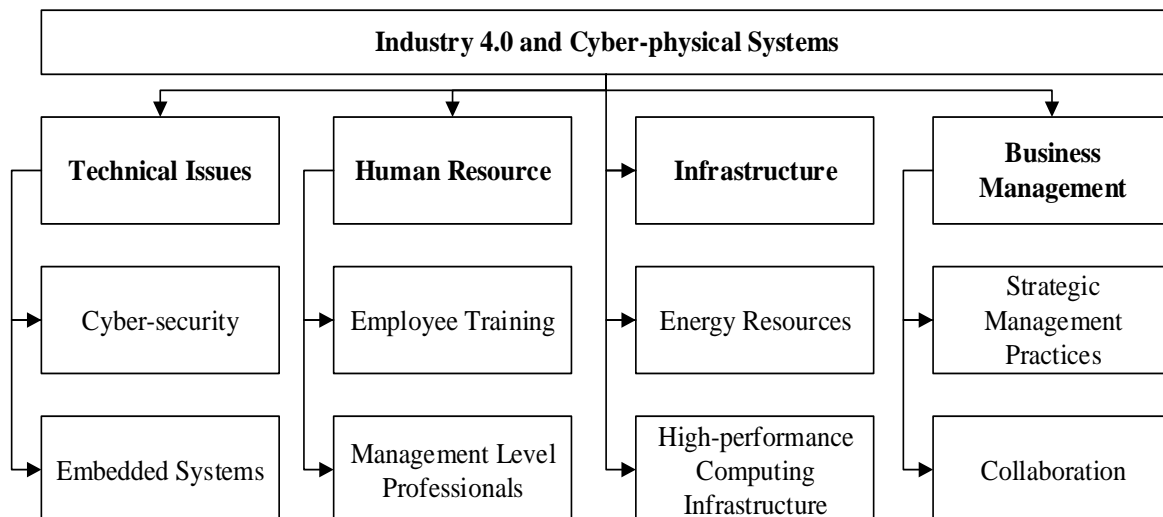 Industry 4.0 and Cyber-physical Systems
Technical Issues
Human Resource
Infrastructure
Business
Management
Cyber-security
Employee Training
Energy Resources
Strategic
Management
Practices
Embedded Systems
Management Level
Professionals
High-performance
Computing
Infrastructure
Collaboration